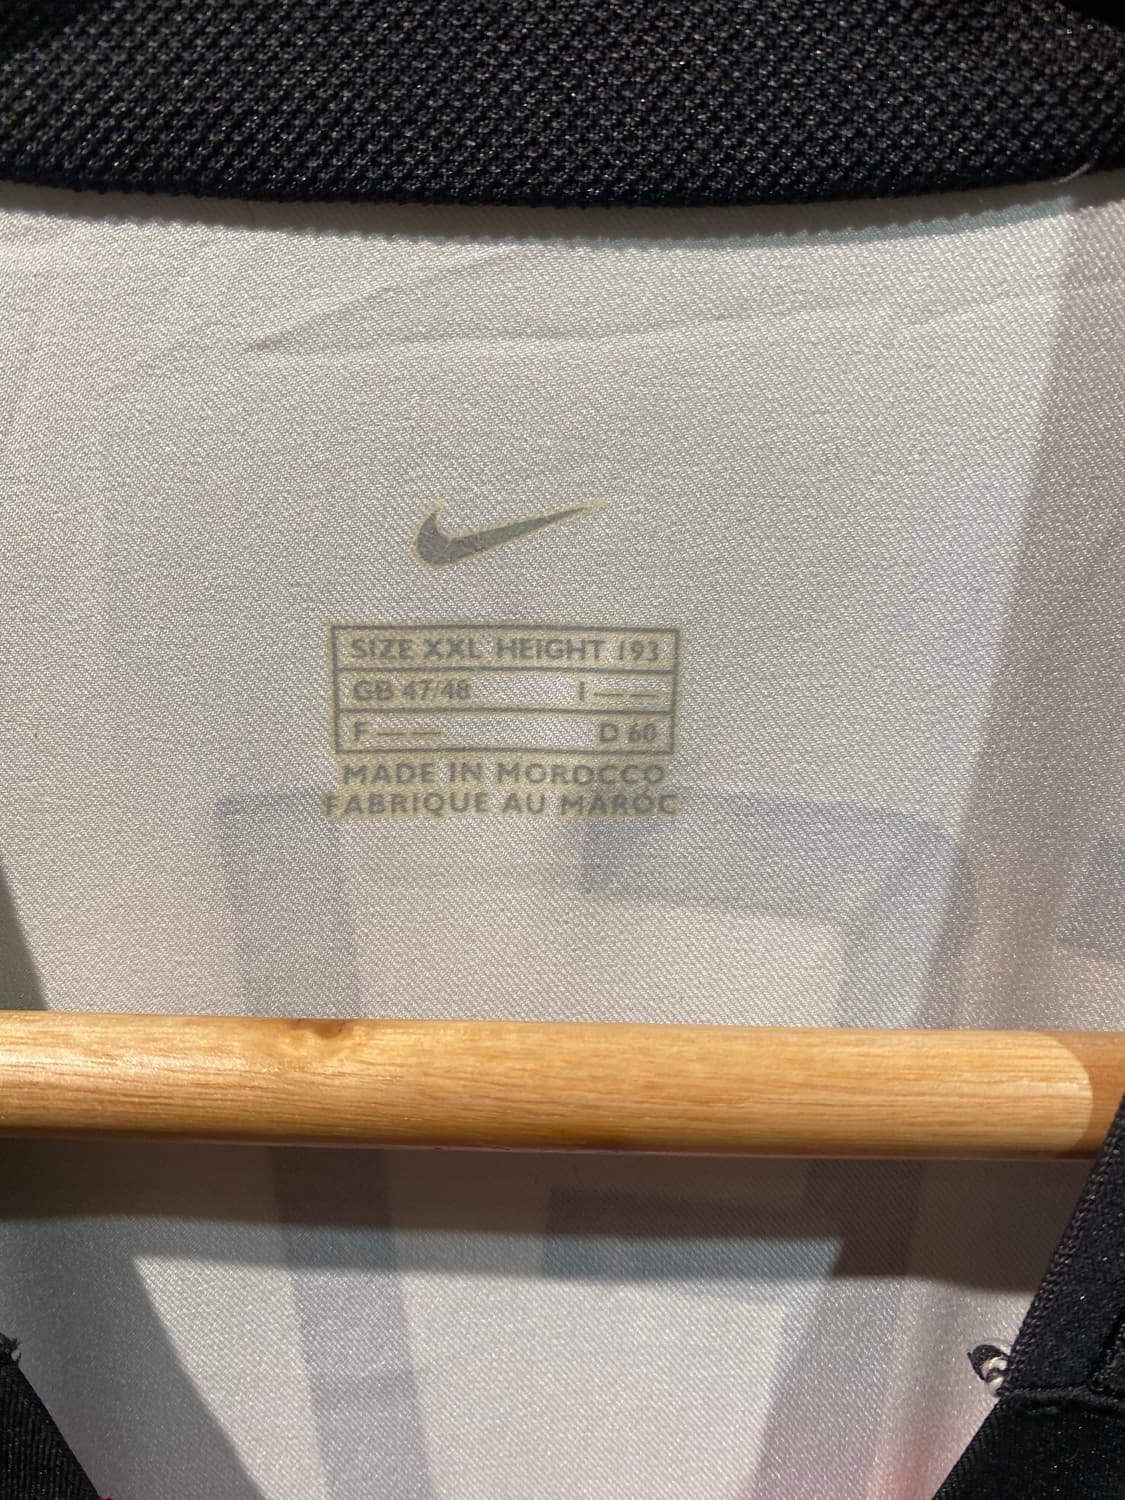 SIZE XXL HEIGHT 193
GB 47/48 I — —
F — — D 60
MADE IN MOROCCO
FABRIQUE AU MAROC